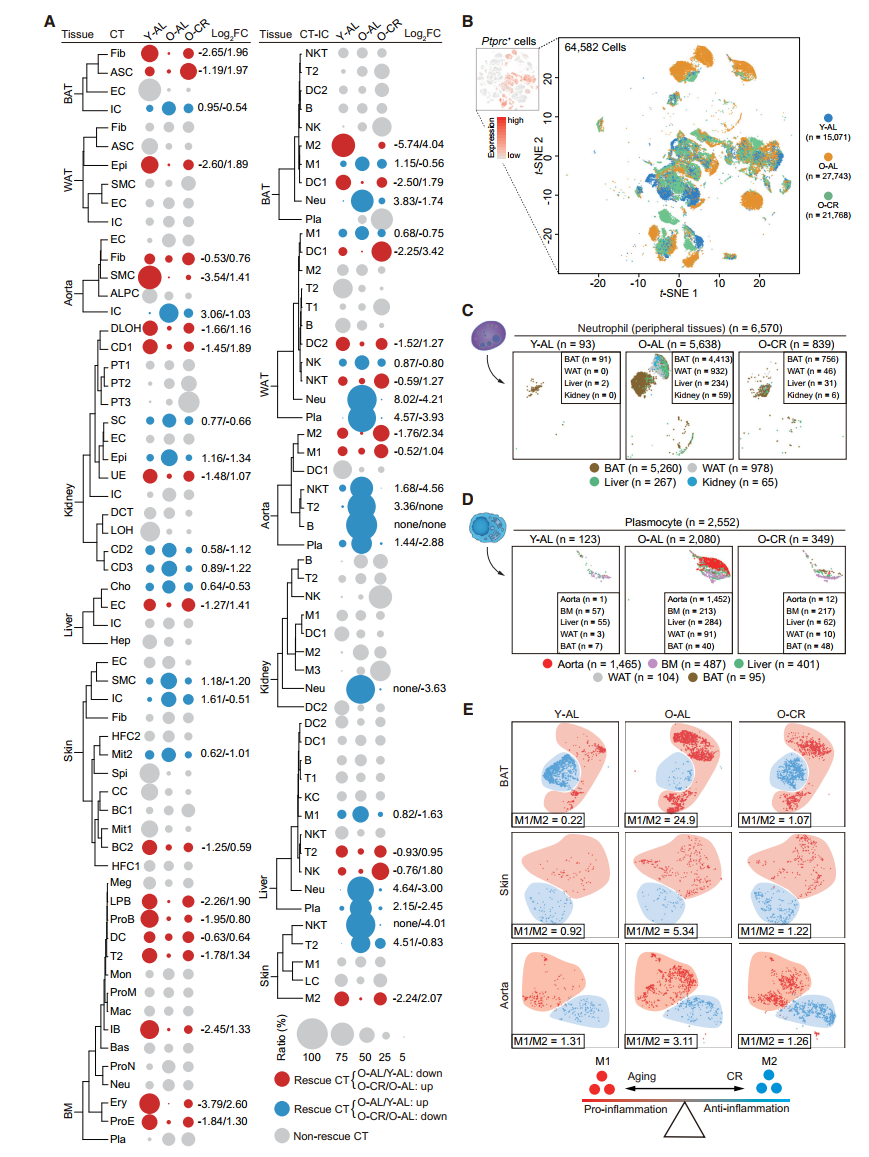 A
Tissue CT Y-AL O-AL O-CR Log2FC
BAT
Fib -2.65/1.96
ASC -1.19/1.97
EC
IC 0.95/-0.54
WAT
Fib
ASC
Epi -2.60/1.89
SMC
EC
IC
Aorta
EC
Fib -0.53/0.76
SMC -3.54/1.41
ALPC
IC 3.06/-1.03
Kidney
DLOH -1.66/1.16
CD1 -1.45/1.89
PT1
PT2
PT3
SC 0.77/-0.66
EC
Epi 1.16/-1.34
UE -1.48/1.07
IC
DCT
LOH
CD2 0.58/-1.12
CD3 0.89/-1.22
Liver
Cho 0.64/-0.53
EC -1.27/1.41
IC
Hep
Skin
EC
SMC 1.18/-1.20
IC 1.61/-0.51
Fib
HFC2
Mit2 0.62/-1.01
Spi
CC
BC1
Mit1
BC2 -1.25/0.59
HFC1
BM
Meg
LPB -2.26/1.90
ProB -1.95/0.80
DC -0.63/0.64
T2 -1.78/1.34
Mon
ProM
Mac
IB -2.45/1.33
Bas
ProN
Neu
Ery -3.79/2.60
ProE -1.84/1.30
Pla
Tissue CT-IC Y-AL O-AL O-CR Log2FC
BAT
NKT
T2
DC2
B
NK
M2 -5.74/4.04
M1 1.15/-0.56
DC1 -2.50/1.79
Neu 3.83/-1.74
Pla
WAT
M1 0.68/-0.75
DC1 -2.25/3.42
M2
T2
T1
B
DC2 -1.52/1.27
NK 0.87/-0.80
NKT -0.59/1.27
Neu 8.02/-4.21
Pla 4.57/-3.93
Aorta
M2 -1.76/2.34
M1 -0.52/1.04
DC1
NKT 1.68/-4.56
T2 3.36/none
B none/none
Pla 1.44/-2.88
Kidney
B
T2
NK
M1
DC1
M2
M3
Neu none/-3.63
DC2
Liver
DC2
DC1
B
T1
KC
M1 0.82/-1.63
NKT
T2 -0.93/0.95
NK -0.76/1.80
Neu 4.64/-3.00
Pla 2.15/-2.45
Skin
NKT none/-4.01
T2 4.51/-0.83
M1
LC
M2 -2.24/2.07
Ratio (%)
100 75 50 25 5
Rescue CT { O-AL/Y-AL: down
O-CR/O-AL: up
Rescue CT { O-AL/Y-AL: up
O-CR/O-AL: down
Non-rescue CT
B
Ptprc+ cells
Expression
high
low
64,582 Cells
t-SNE 2
20
10
0
-10
-20
-20 -10 0 10 20
t-SNE 1
Y-AL
(n = 15,071)
O-AL
(n = 27,743)
O-CR
(n = 21,768)
C
Neutrophil (peripheral tissues) (n = 6,570)
Y-AL (n = 93) O-AL (n = 5,638) O-CR (n = 839)
BAT (n = 91) BAT (n = 4,413) BAT (n = 756)
WAT (n = 0) WAT (n = 932) WAT (n = 46)
Liver (n = 2) Liver (n = 234) Liver (n = 31)
Kidney (n = 0) Kidney (n = 59) Kidney (n = 6)
BAT (n = 5,260) WAT (n = 978)
Liver (n = 267) Kidney (n = 65)
D
Plasmocyte (n = 2,552)
Y-AL (n = 123) O-AL (n = 2,080) O-CR (n = 349)
Aorta (n = 1) Aorta (n = 1,452) Aorta (n = 12)
BM (n = 57) BM (n = 213) BM (n = 217)
Liver (n = 55) Liver (n = 284) Liver (n = 62)
WAT (n = 3) WAT (n = 91) WAT (n = 10)
BAT (n = 7) BAT (n = 40) BAT (n = 48)
Aorta (n = 1,465) BM (n = 487) Liver (n = 401)
WAT (n = 104) BAT (n = 95)
E
Y-AL O-AL O-CR
BAT
M1/M2 = 0.22 M1/M2 = 24.9 M1/M2 = 1.07
Skin
M1/M2 = 0.92 M1/M2 = 5.34 M1/M2 = 1.22
Aorta
M1/M2 = 1.31 M1/M2 = 3.11 M1/M2 = 1.26
M1 M2
Aging CR
Pro-inflammation Anti-inflammation